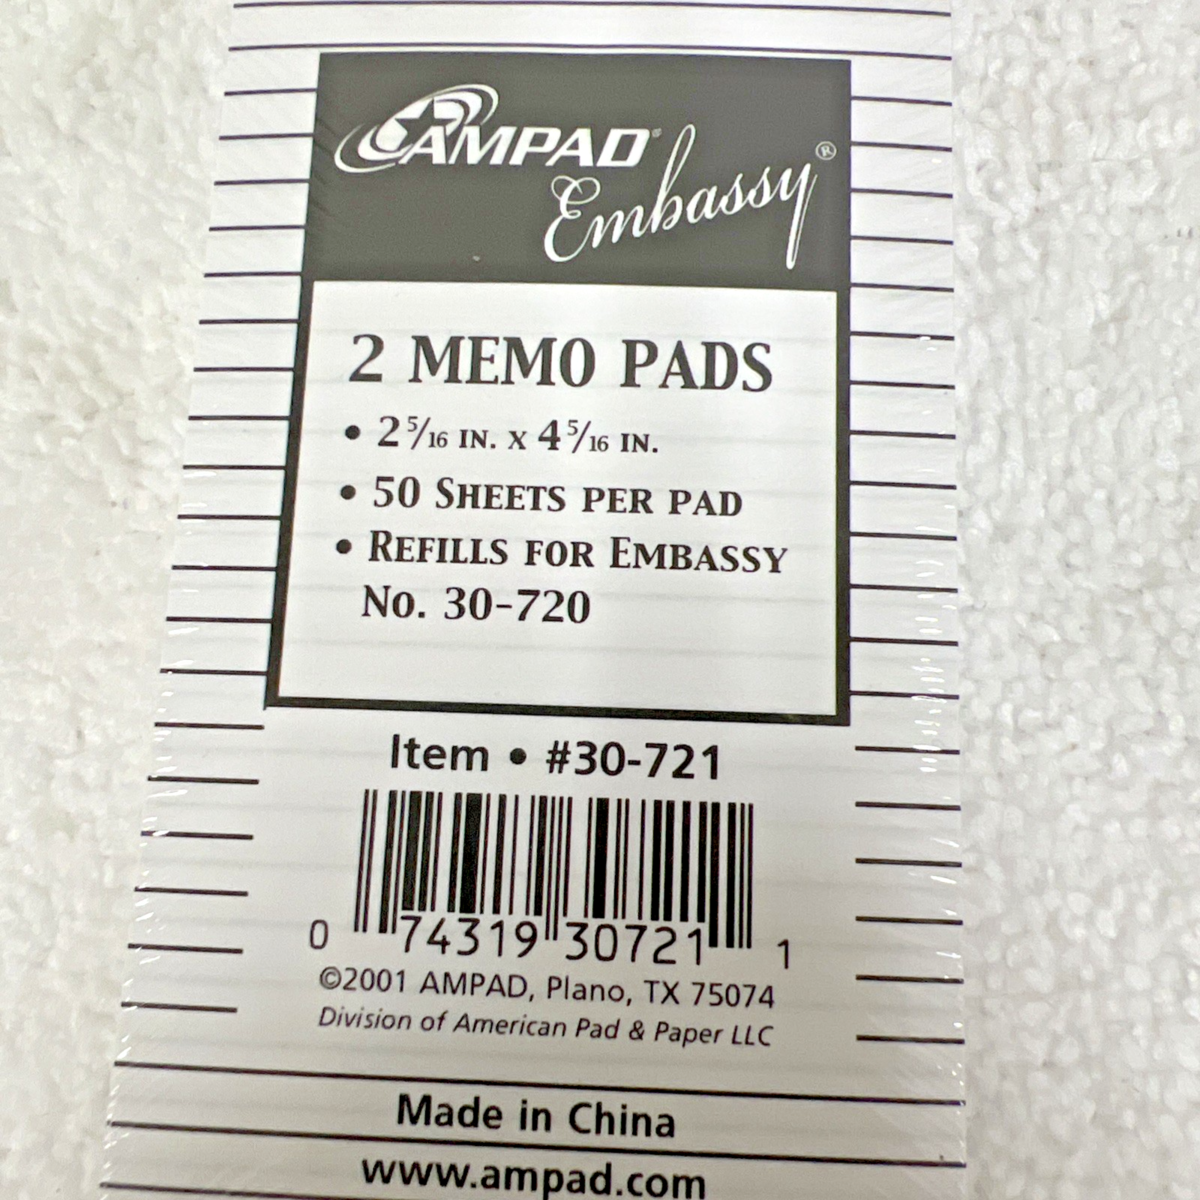 AMPAD®
Embassy®
2 MEMO PADS
• 2 5/16 IN. X 4 5/16 IN.
• 50 SHEETS PER PAD
• REFILLS FOR EMBASSY
No. 30-720
Item • #30-721
0 74319 30721 1
©2001 AMPAD, Plano, TX 75074
Division of American Pad & Paper LLC
Made in China
www.ampad.com